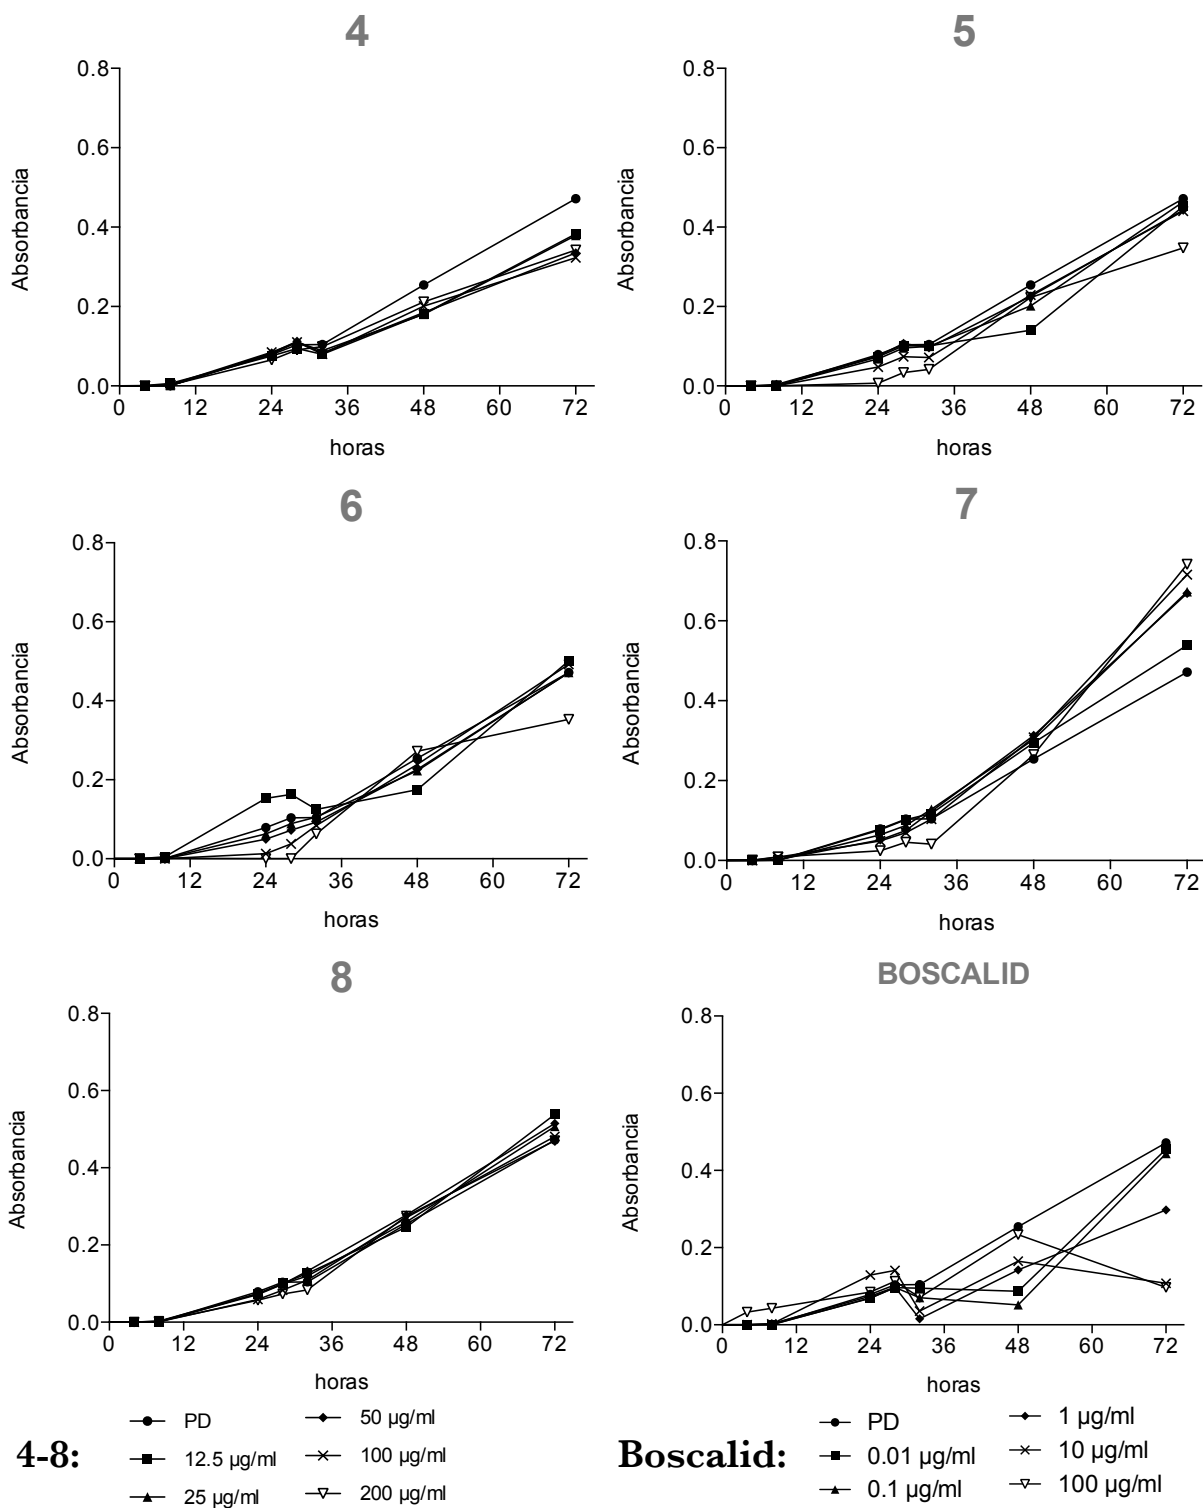 4
0.8
0.6
0.4
0.2
0.0
Absorbancia
0 12 24 36 48 60 72
horas
5
0.8
0.6
0.4
0.2
0.0
Absorbancia
0 12 24 36 48 60 72
horas
6
0.8
0.6
0.4
0.2
0.0
Absorbancia
0 12 24 36 48 60 72
horas
7
0.8
0.6
0.4
0.2
0.0
Absorbancia
0 12 24 36 48 60 72
horas
8
0.8
0.6
0.4
0.2
0.0
Absorbancia
0 12 24 36 48 60 72
horas
BOSCALID
0.8
0.6
0.4
0.2
0.0
Absorbancia
0 12 24 36 48 60 72
horas
4-8:
PD
12.5 µg/ml
25 µg/ml
50 µg/ml
100 µg/ml
200 µg/ml
Boscalid:
PD
0.01 µg/ml
0.1 µg/ml
1 µg/ml
10 µg/ml
100 µg/ml